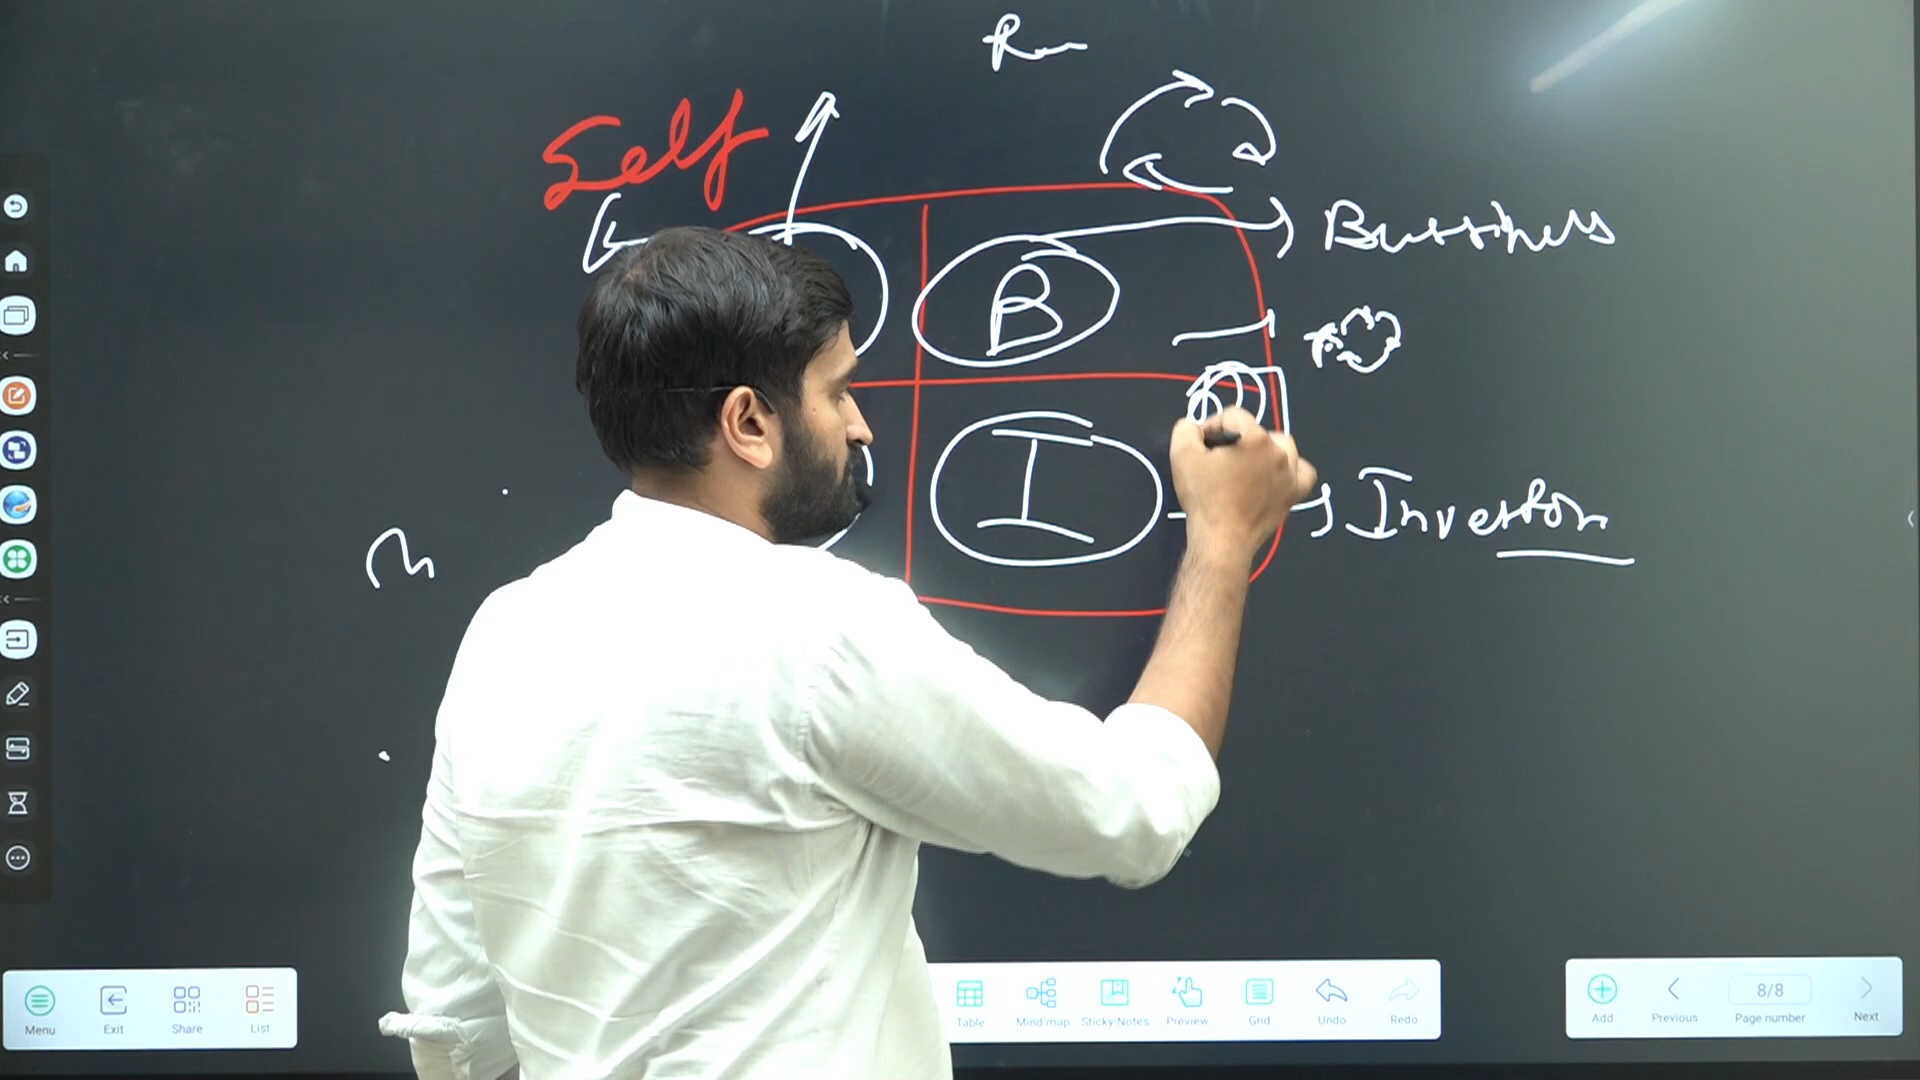 Self
Bussiness
B
I
Investor
Menu
Exit
Share
List
Table
Mind map
Sticky-Notes
Preview
Grid
Undo
Redo
Add
Previous
8/8
Page number
Next